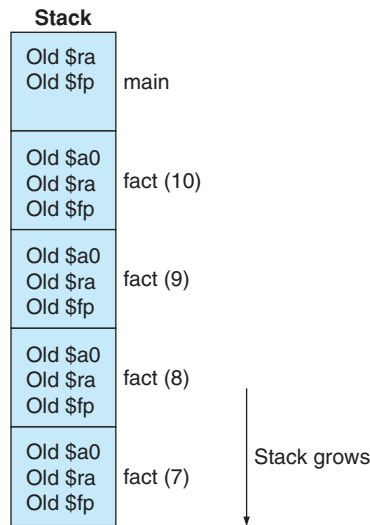 Stack
Old $ra
Old $fp
main
Old $a0
Old $ra
Old $fp
fact (10)
Old $a0
Old $ra
Old $fp
fact (9)
Old $a0
Old $ra
Old $fp
fact (8)
Old $a0
Old $ra
Old $fp
fact (7)
Stack grows